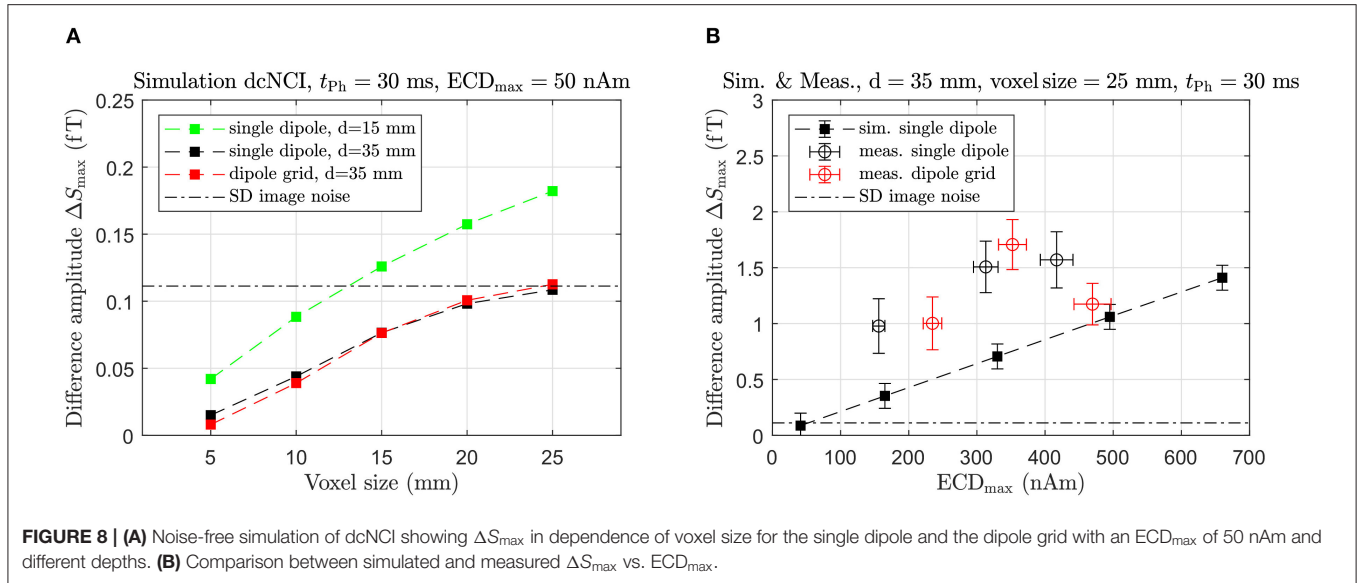 A
Simulation dcNCI, t_Ph = 30 ms, ECD_max = 50 nAm
Difference amplitude ΔS_max (fT)
0.25
0.2
0.15
0.1
0.05
0
single dipole, d=15 mm
single dipole, d=35 mm
dipole grid, d=35 mm
SD image noise
5 10 15 20 25
Voxel size (mm)
B
Sim. & Meas., d = 35 mm, voxel size = 25 mm, t_Ph = 30 ms
Difference amplitude ΔS_max (fT)
3
2.5
2
1.5
1
0.5
0
sim. single dipole
meas. single dipole
meas. dipole grid
SD image noise
0 100 200 300 400 500 600 700
ECD_max (nAm)
FIGURE 8 | (A) Noise-free simulation of dcNCI showing ΔS_max in dependence of voxel size for the single dipole and the dipole grid with an ECD_max of 50 nAm and
different depths. (B) Comparison between simulated and measured ΔS_max vs. ECD_max.